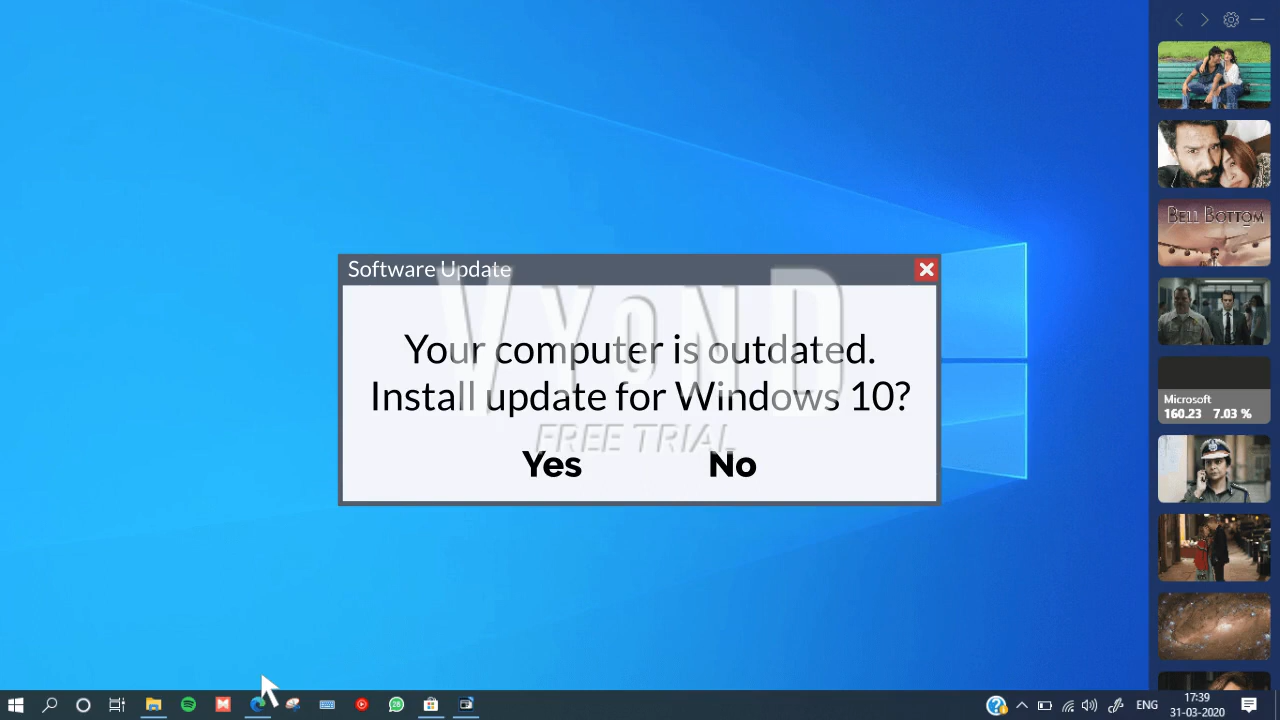 BELL BOTTOM
Microsoft
160.23 7.03 %
Software Update
VYOND
FREE TRIAL
Your computer is outdated.
Install update for Windows 10?
Yes No
28
ENG
17:39
31-03-2020